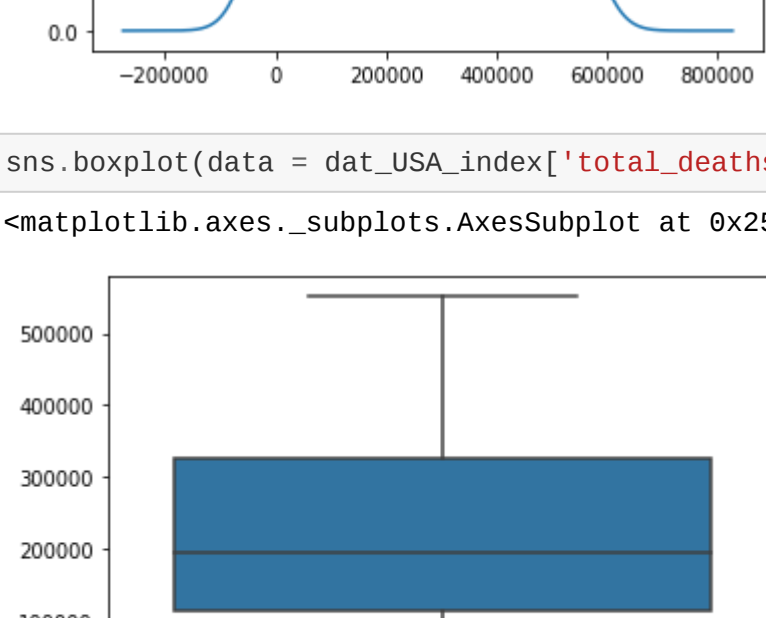 0.0
−200000 0 200000 400000 600000 800000
sns.boxplot(data = dat_USA_index['total_deaths
<matplotlib.axes._subplots.AxesSubplot at 0x25
500000
400000
300000
200000